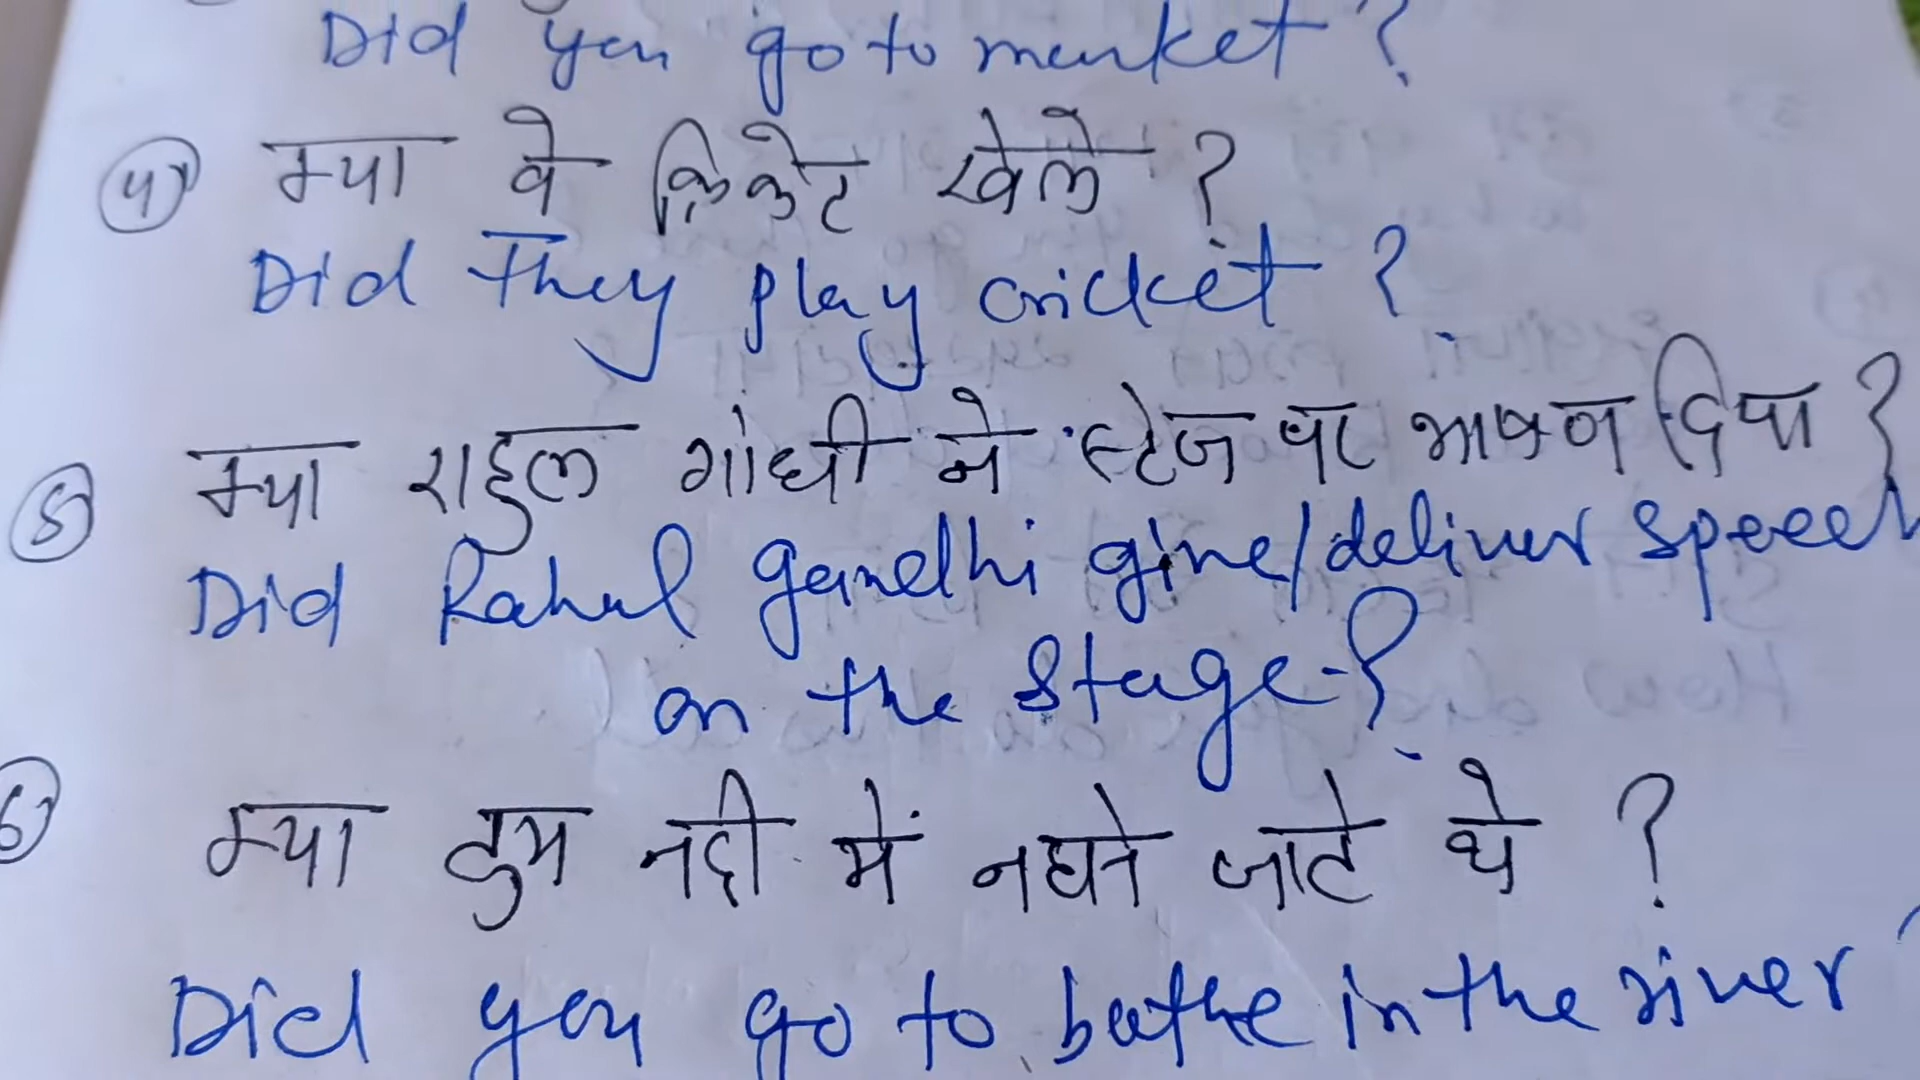 Did you go to market ?
(4) क्या वे क्रिकेट खेले ?
Did They play cricket ?
(5) क्या राहुल गांधी ने स्टेज पर भाषण दिया ?
Did Rahul gandhi give/deliver speech
on the stage ?
(6) क्या तुम नदी में नहाने जाते थे ?
Did you go to bathe in the river ?